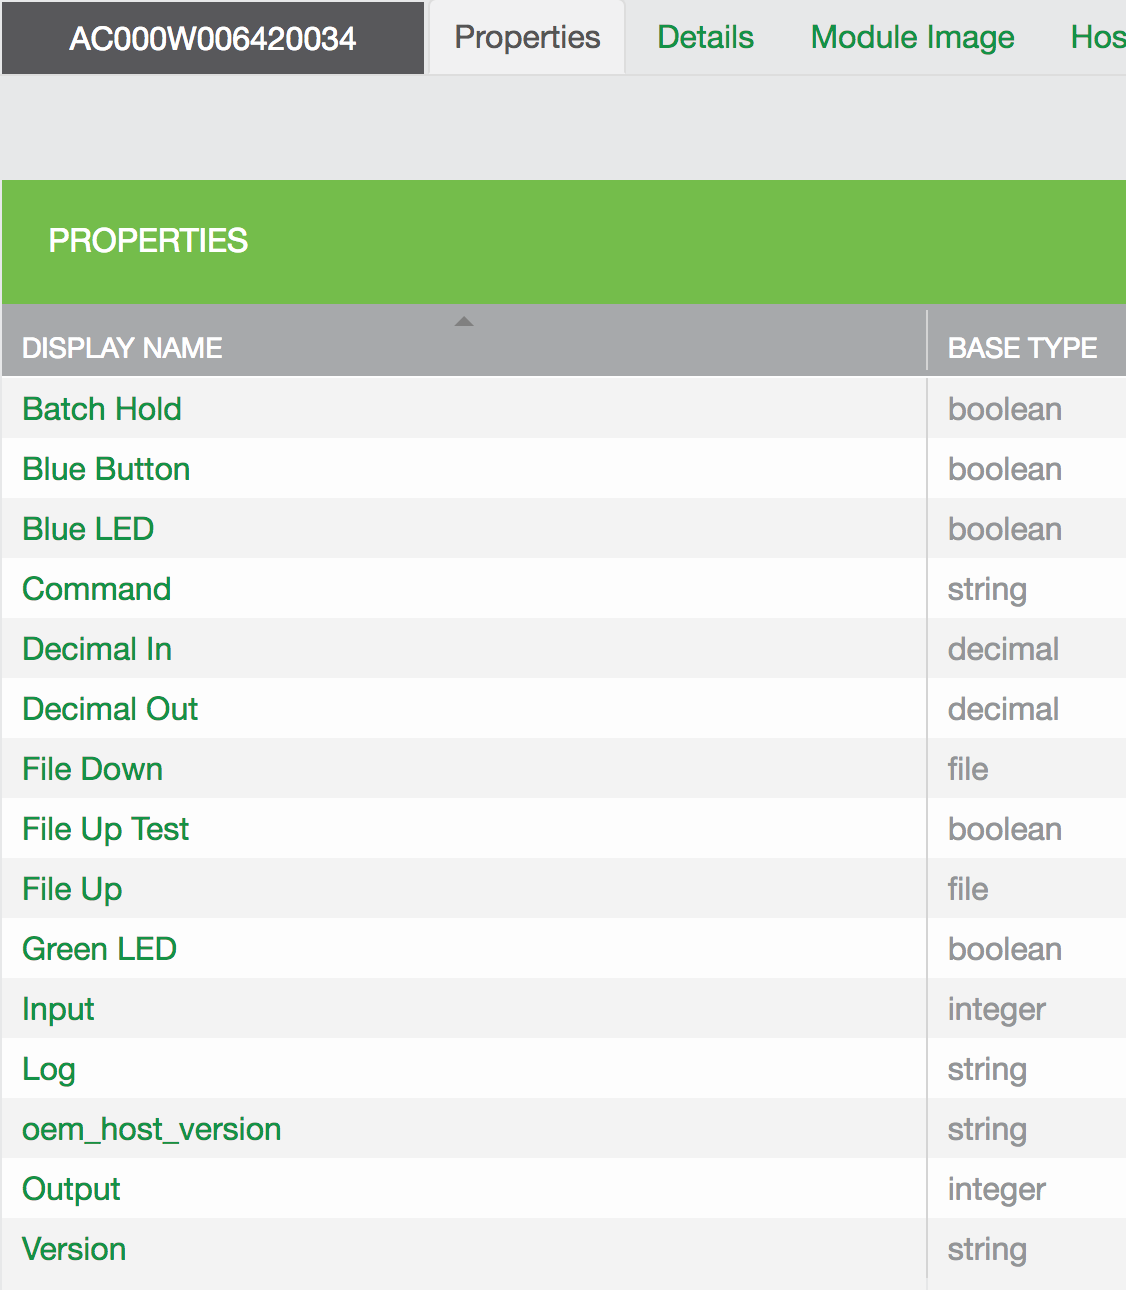 AC000W006420034 Properties Details Module Image Hos
PROPERTIES
DISPLAY NAME BASE TYPE
Batch Hold boolean
Blue Button boolean
Blue LED boolean
Command string
Decimal In decimal
Decimal Out decimal
File Down file
File Up Test boolean
File Up file
Green LED boolean
Input integer
Log string
oem_host_version string
Output integer
Version string